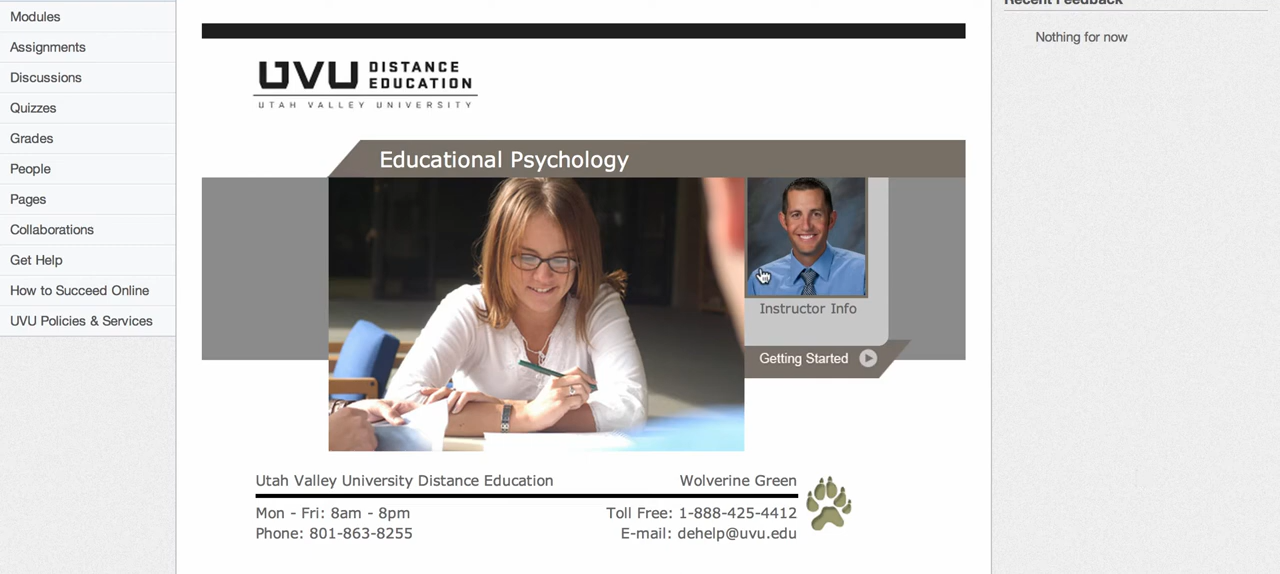 Modules
Assignments
Discussions
Quizzes
Grades
People
Pages
Collaborations
Get Help
How to Succeed Online
UVU Policies & Services
UVU DISTANCE EDUCATION
UTAH VALLEY UNIVERSITY
Educational Psychology
Instructor Info
Getting Started
Utah Valley University Distance Education Wolverine Green
Mon - Fri: 8am - 8pm Toll Free: 1-888-425-4412
Phone: 801-863-8255 E-mail: dehelp@uvu.edu
Recent Feedback
Nothing for now